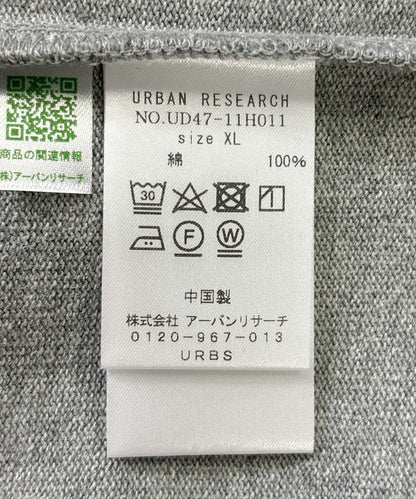 URBAN RESEARCH
NO.UD47-11H011
size XL
綿 100%
30
F
W
中国製
株式会社 アーバンリサーチ
0120-967-013
URBS
商品の関連情報
(株)アーバンリサーチ